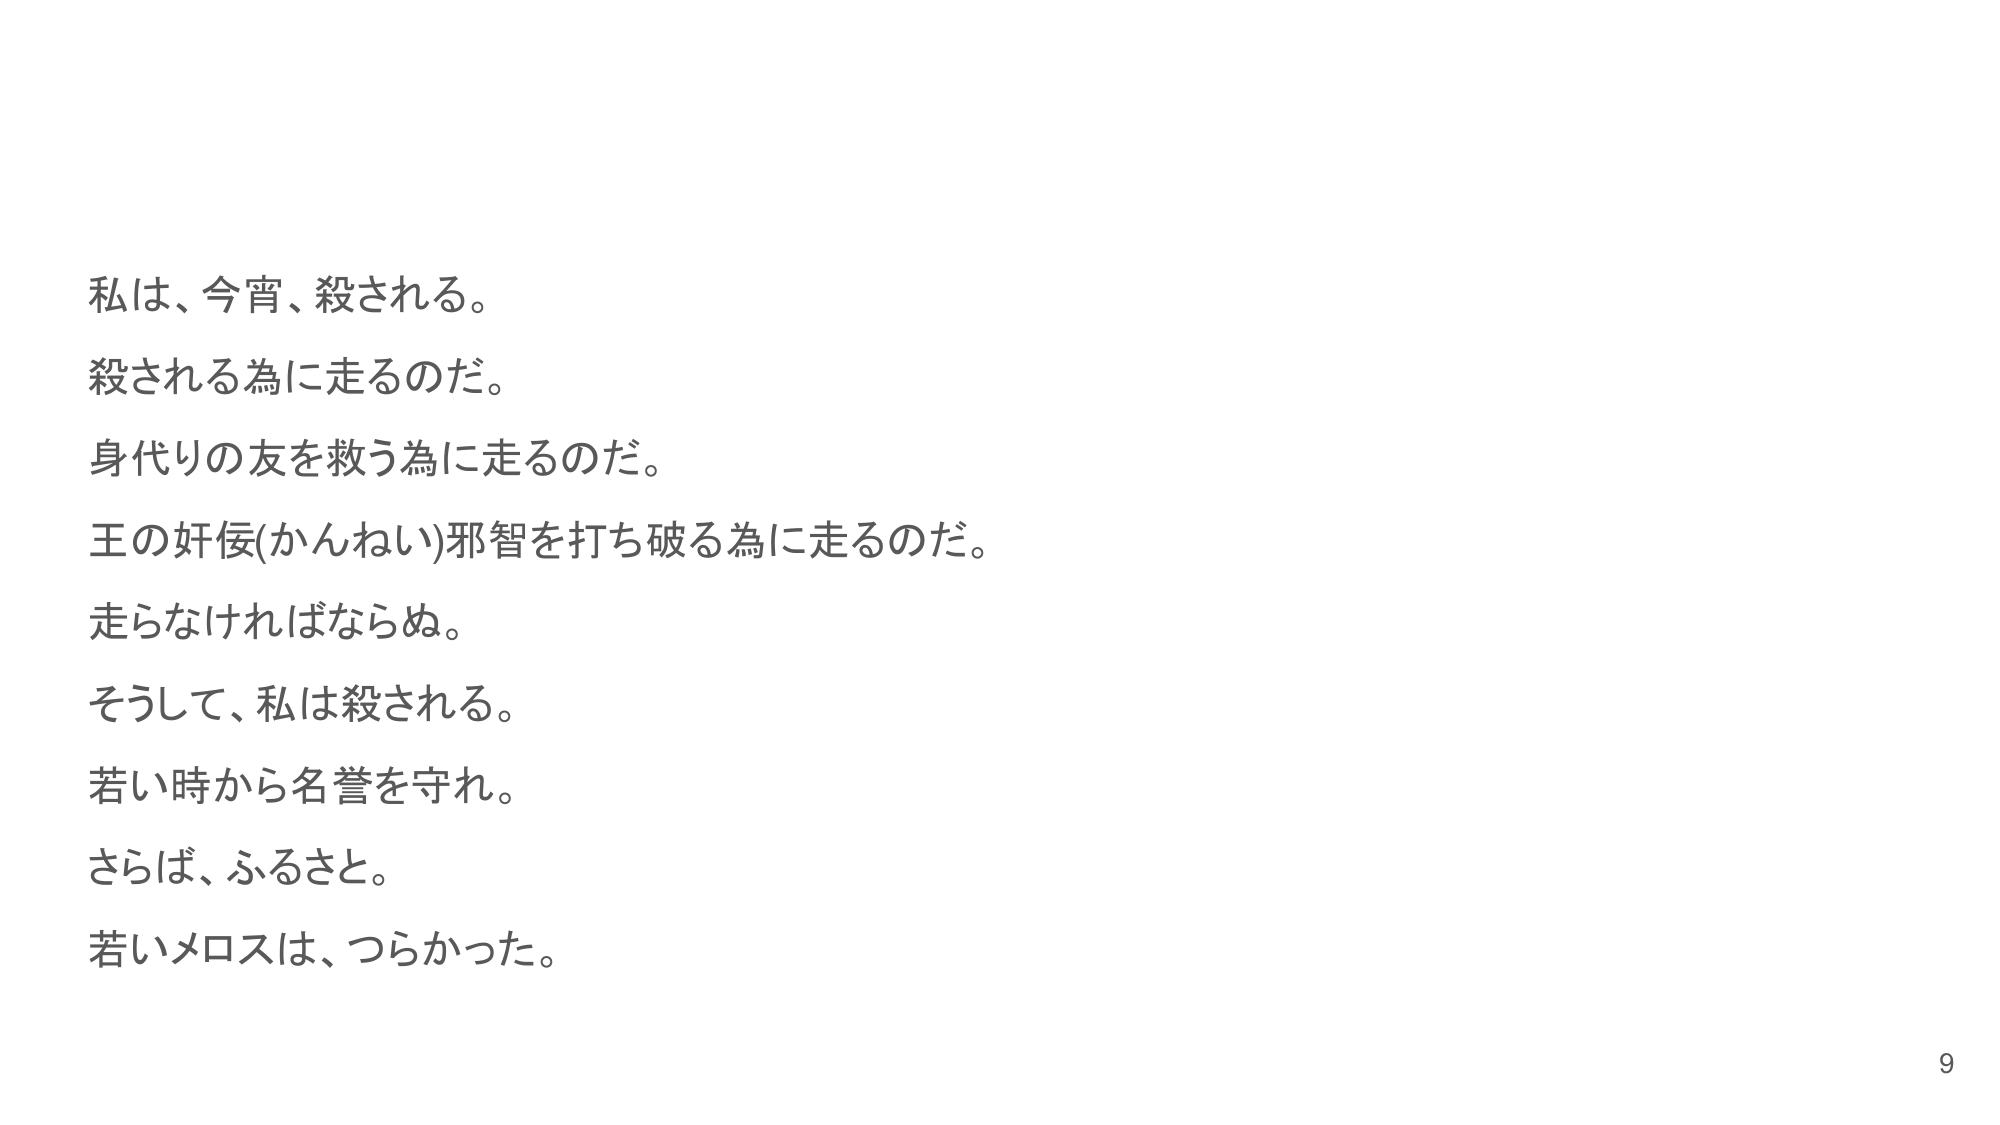 私は、今宵、殺される。
殺される為に走るのだ。
身代りの友を救う為に走るのだ。
王の奸佞(かんねい)邪智を打ち破る為に走るのだ。
走らなければならぬ。
そうして、私は殺される。
若い時から名誉を守れ。
さらば、ふるさと。
若いメロスは、つらかった。
9